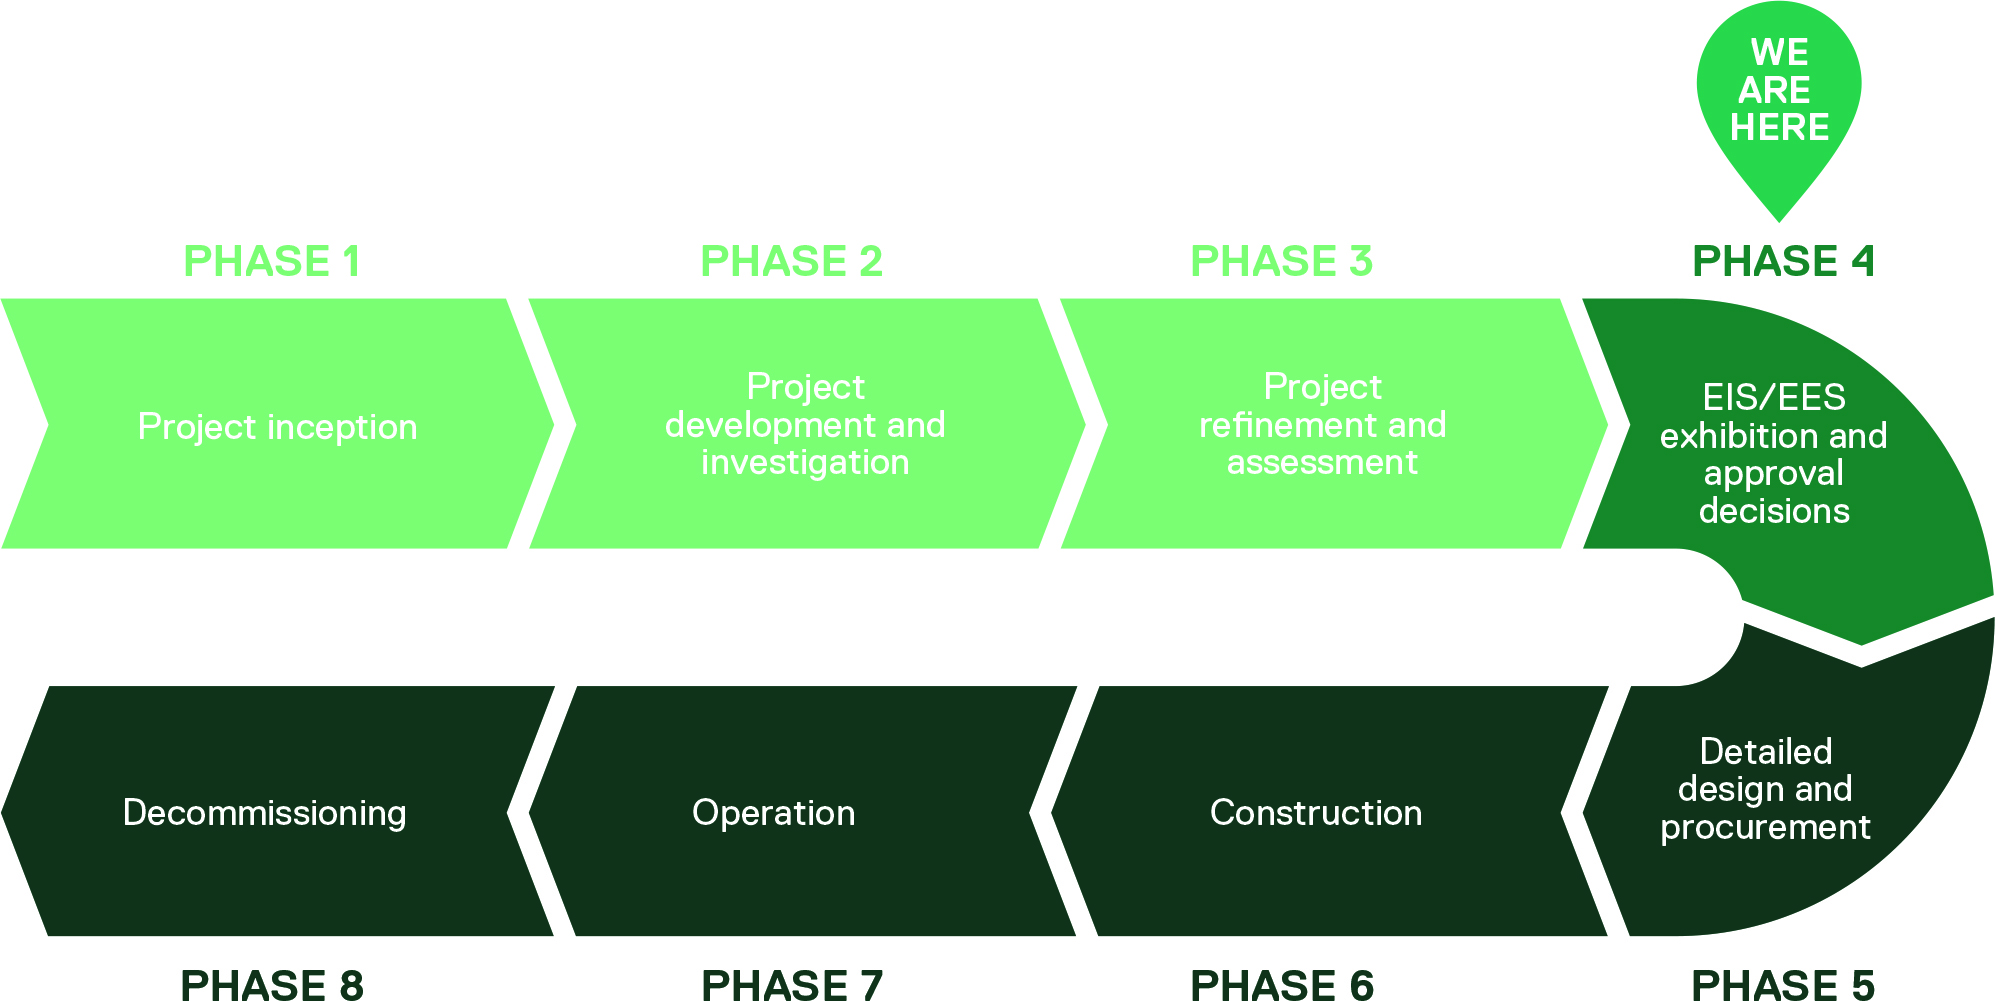 WE
ARE
HERE
PHASE 1
PHASE 2
PHASE 3
PHASE 4
Project inception
Project
development and
investigation
Project
refinement and
assessment
EIS/EES
exhibition and
approval
decisions
Detailed
design and
procurement
Construction
Operation
Decommissioning
PHASE 8
PHASE 7
PHASE 6
PHASE 5